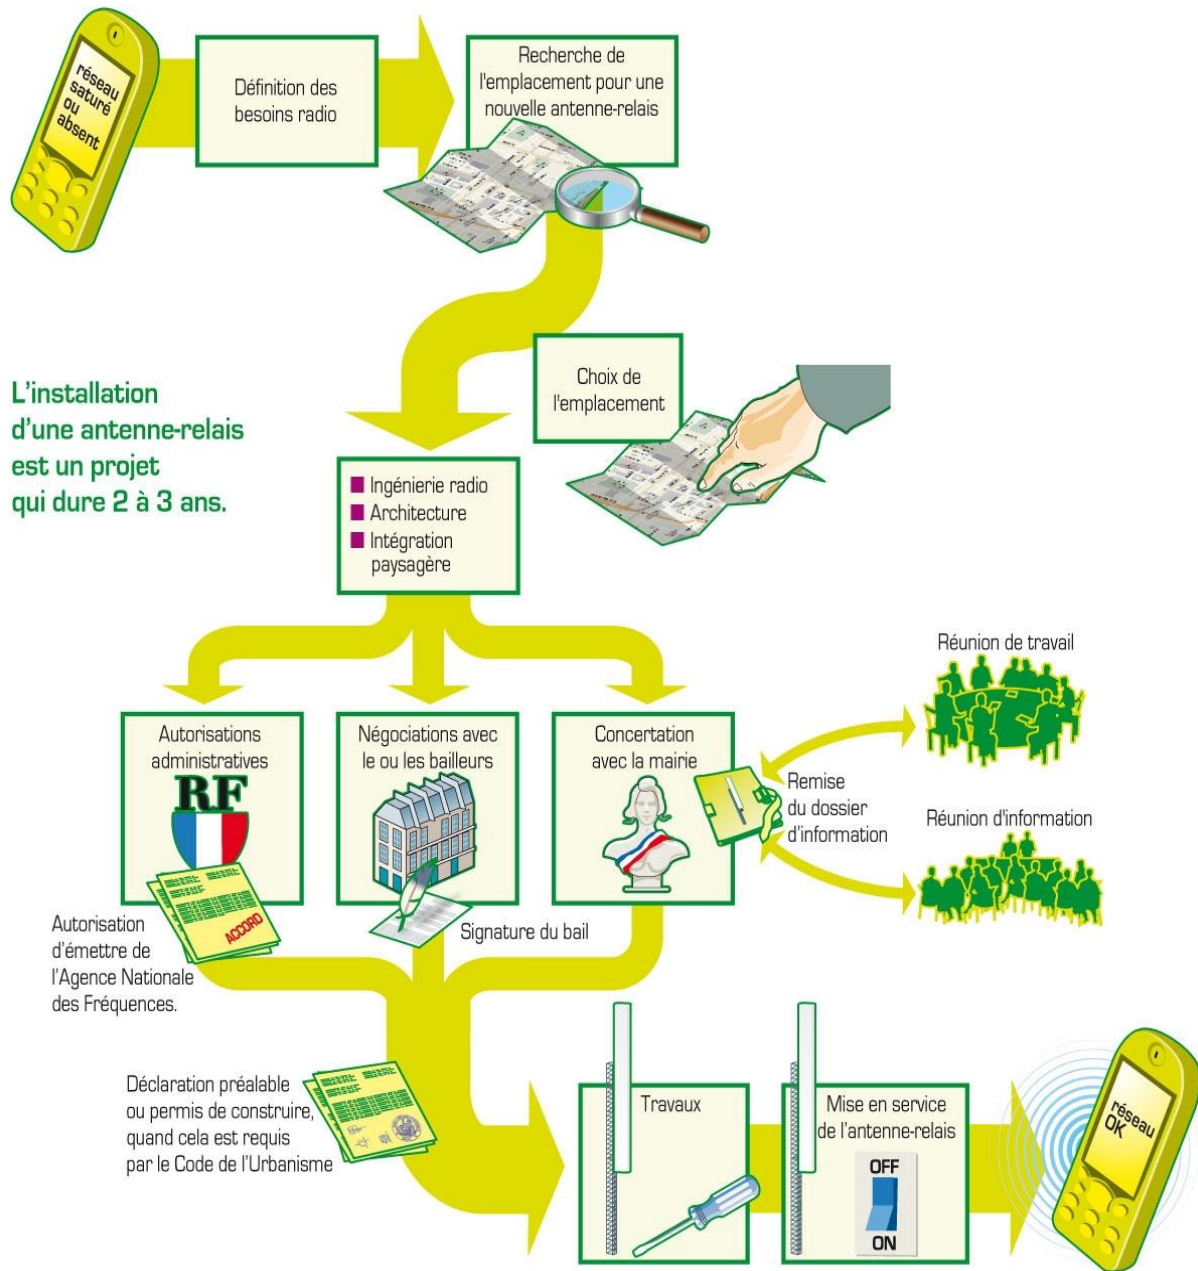 réseau
saturé
ou
absent
Définition des
besoins radio
Recherche de
l'emplacement pour une
nouvelle antenne-relais
Choix de
l'emplacement
L'installation
d'une antenne-relais
est un projet
qui dure 2 à 3 ans.
Ingénierie radio
Architecture
Intégration
paysagère
Autorisations
administratives
RF
ACCORD
Autorisation
d'émettre de
l'Agence Nationale
des Fréquences.
Négociations avec
le ou les bailleurs
Signature du bail
Concertation
avec la mairie
Remise
du dossier
d'information
Réunion de travail
Réunion d'information
Déclaration préalable
ou permis de construire,
quand cela est requis
par le Code de l'Urbanisme
Travaux
Mise en service
de l'antenne-relais
OFF
ON
réseau
OK